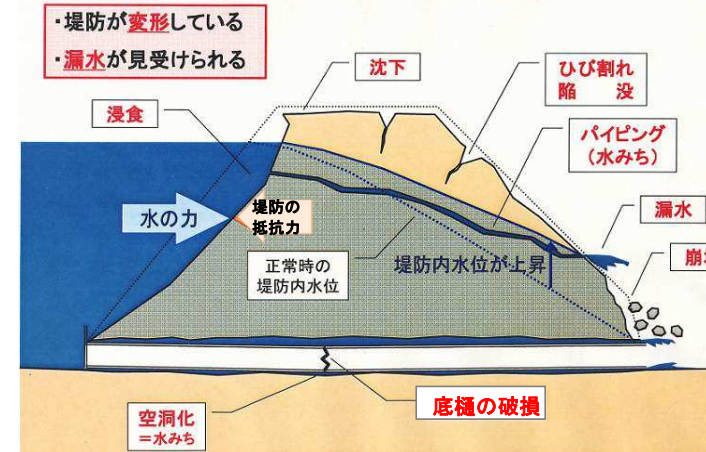 ・堤防が変形している
・漏水が見受けられる
沈下
ひび割れ
陥　没
浸食
パイピング
（水みち）
漏水
水の力
堤防の
抵抗力
正常時の
堤防内水位
堤防内水位が上昇
崩
底樋の破損
空洞化
＝水みち